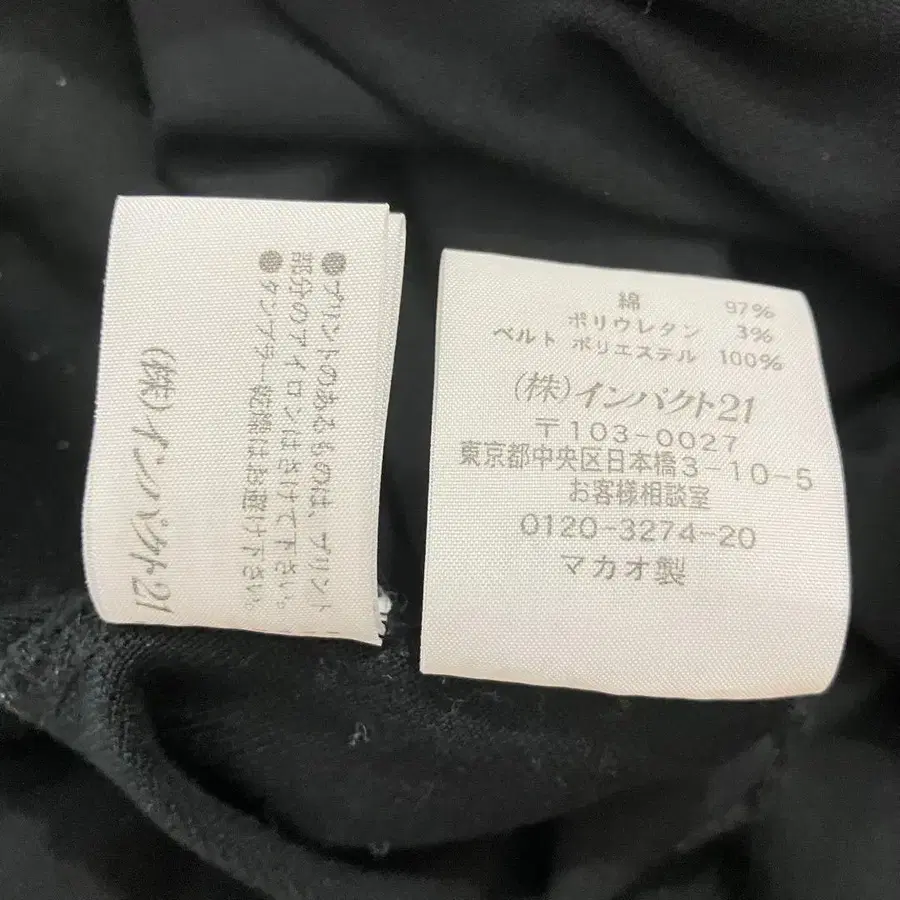 ●プリントのあるものは、プリント
部分のアイロンはさけて下さい。
●タンブラー乾燥はお避け下さい。
(株)インパクト21
綿 97%
ポリウレタン 3%
ベルト ポリエステル 100%
(株)インパクト21
〒103-0027
東京都中央区日本橋3-10-5
お客様相談室
0120-3274-20
マカオ製